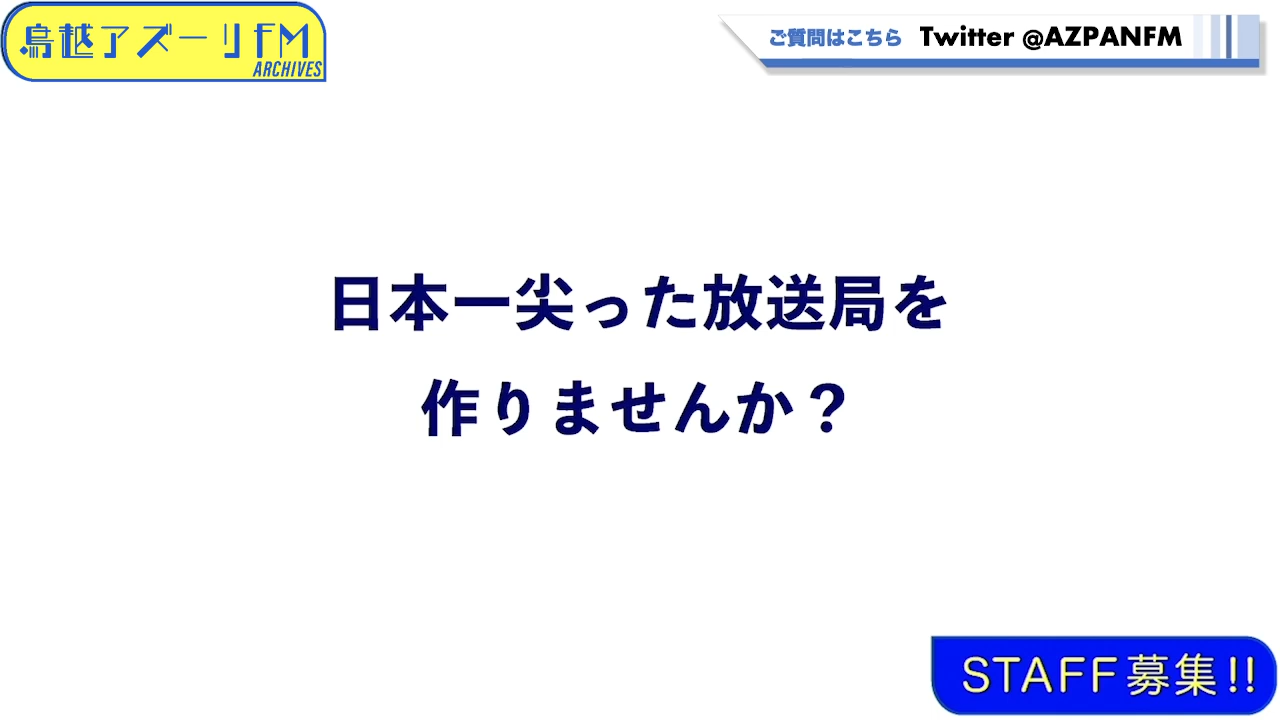 鳥越アズーリFM
ARCHIVES
ご質問はこちら Twitter @AZPANFM
日本一尖った放送局を
作りませんか？
STAFF募集!!